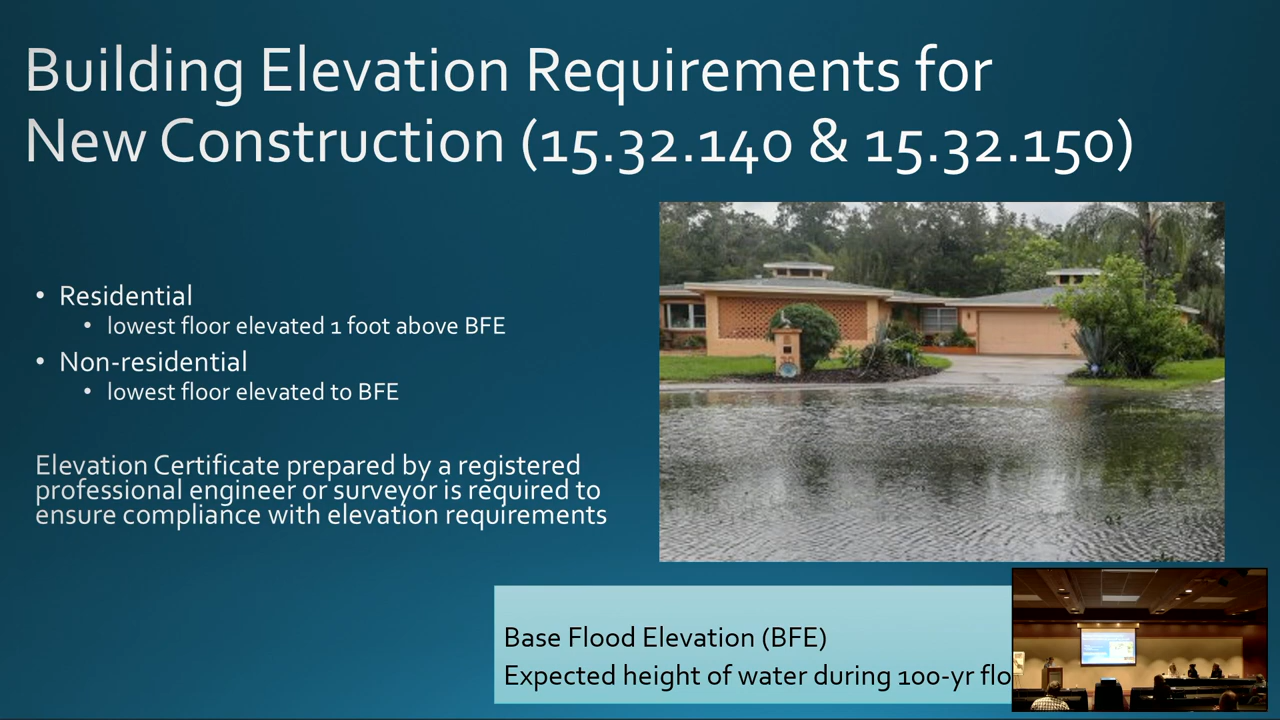 Building Elevation Requirements for
New Construction (15.32.140 & 15.32.150)
• Residential
• lowest floor elevated 1 foot above BFE
• Non-residential
• lowest floor elevated to BFE
Elevation Certificate prepared by a registered
professional engineer or surveyor is required to
ensure compliance with elevation requirements
Base Flood Elevation (BFE)
Expected height of water during 100-yr flo